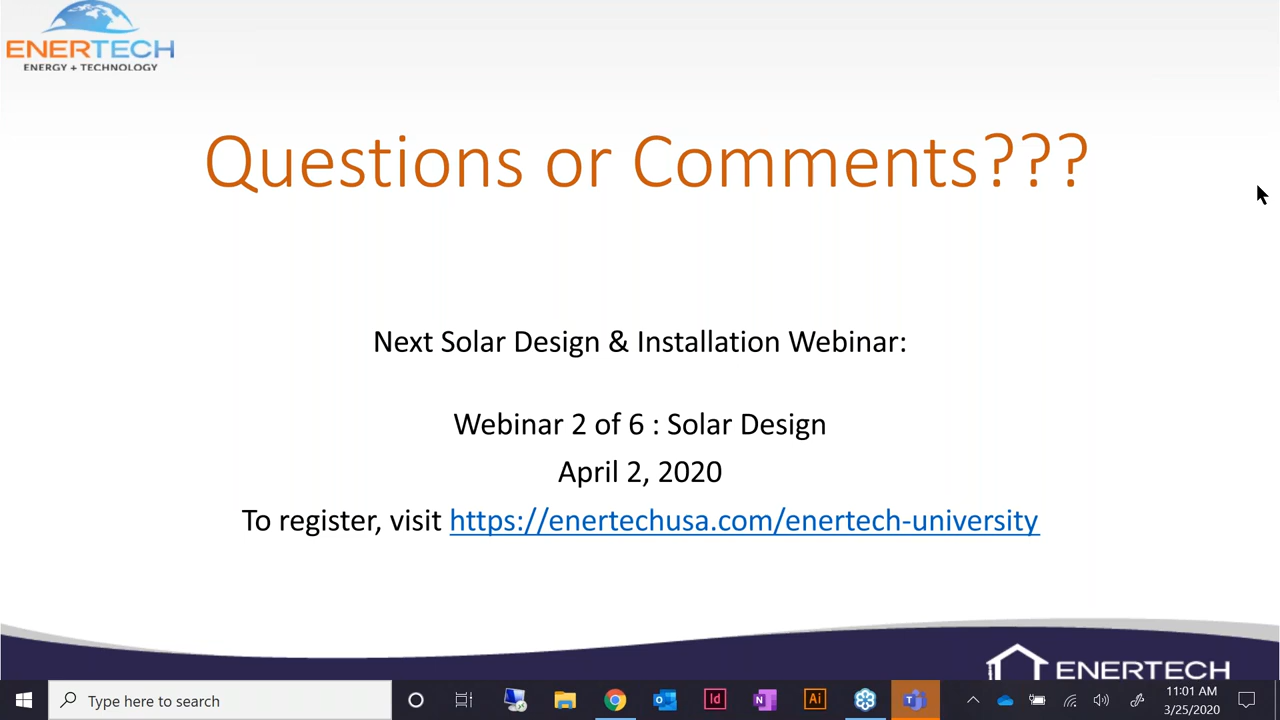 ENERTECH
ENERGY + TECHNOLOGY
Questions or Comments???
Next Solar Design & Installation Webinar:
Webinar 2 of 6 : Solar Design
April 2, 2020
To register, visit https://enertechusa.com/enertech-university
ENERTECH
Type here to search
Id
N
Ai
11:01 AM
3/25/2020